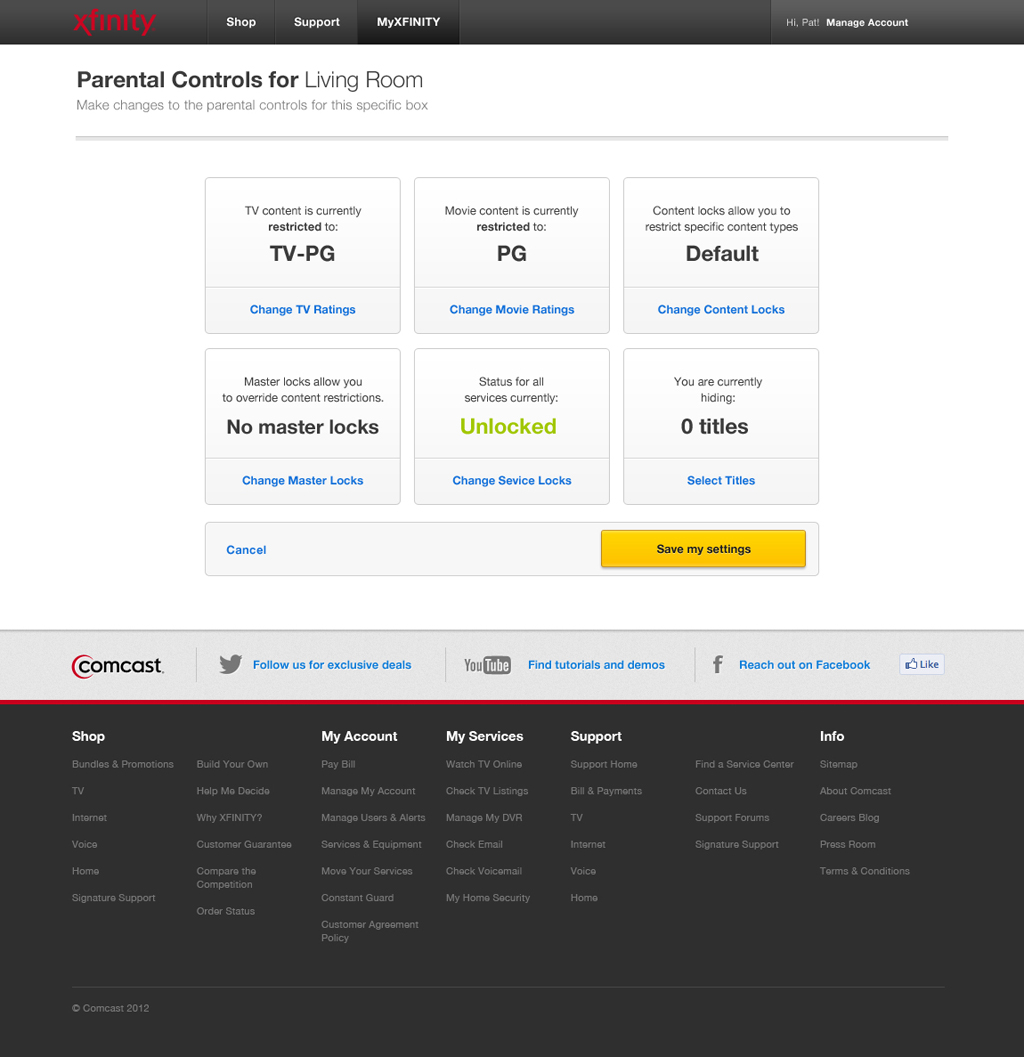 xfinity Shop Support MyXFINITY Hi, Pat! Manage Account
Parental Controls for Living Room
Make changes to the parental controls for this specific box
TV content is currently
restricted to:
TV-PG
Change TV Ratings
Movie content is currently
restricted to:
PG
Change Movie Ratings
Content locks allow you to
restrict specific content types
Default
Change Content Locks
Master locks allow you
to override content restrictions.
No master locks
Change Master Locks
Status for all
services currently:
Unlocked
Change Sevice Locks
You are currently
hiding:
0 titles
Select Titles
Cancel
Save my settings
comcast.
Follow us for exclusive deals
YouTube
Find tutorials and demos
f
Reach out on Facebook
Like
Shop
Bundles & Promotions
TV
Internet
Voice
Home
Signature Support
Build Your Own
Help Me Decide
Why XFINITY?
Customer Guarantee
Compare the
Competition
Order Status
My Account
Pay Bill
Manage My Account
Manage Users & Alerts
Services & Equipment
Move Your Services
Constant Guard
Customer Agreement
Policy
My Services
Watch TV Online
Check TV Listings
Manage My DVR
Check Email
Check Voicemail
My Home Security
Support
Support Home
Bill & Payments
TV
Internet
Voice
Home
Find a Service Center
Contact Us
Support Forums
Signature Support
Info
Sitemap
About Comcast
Careers Blog
Press Room
Terms & Conditions
© Comcast 2012